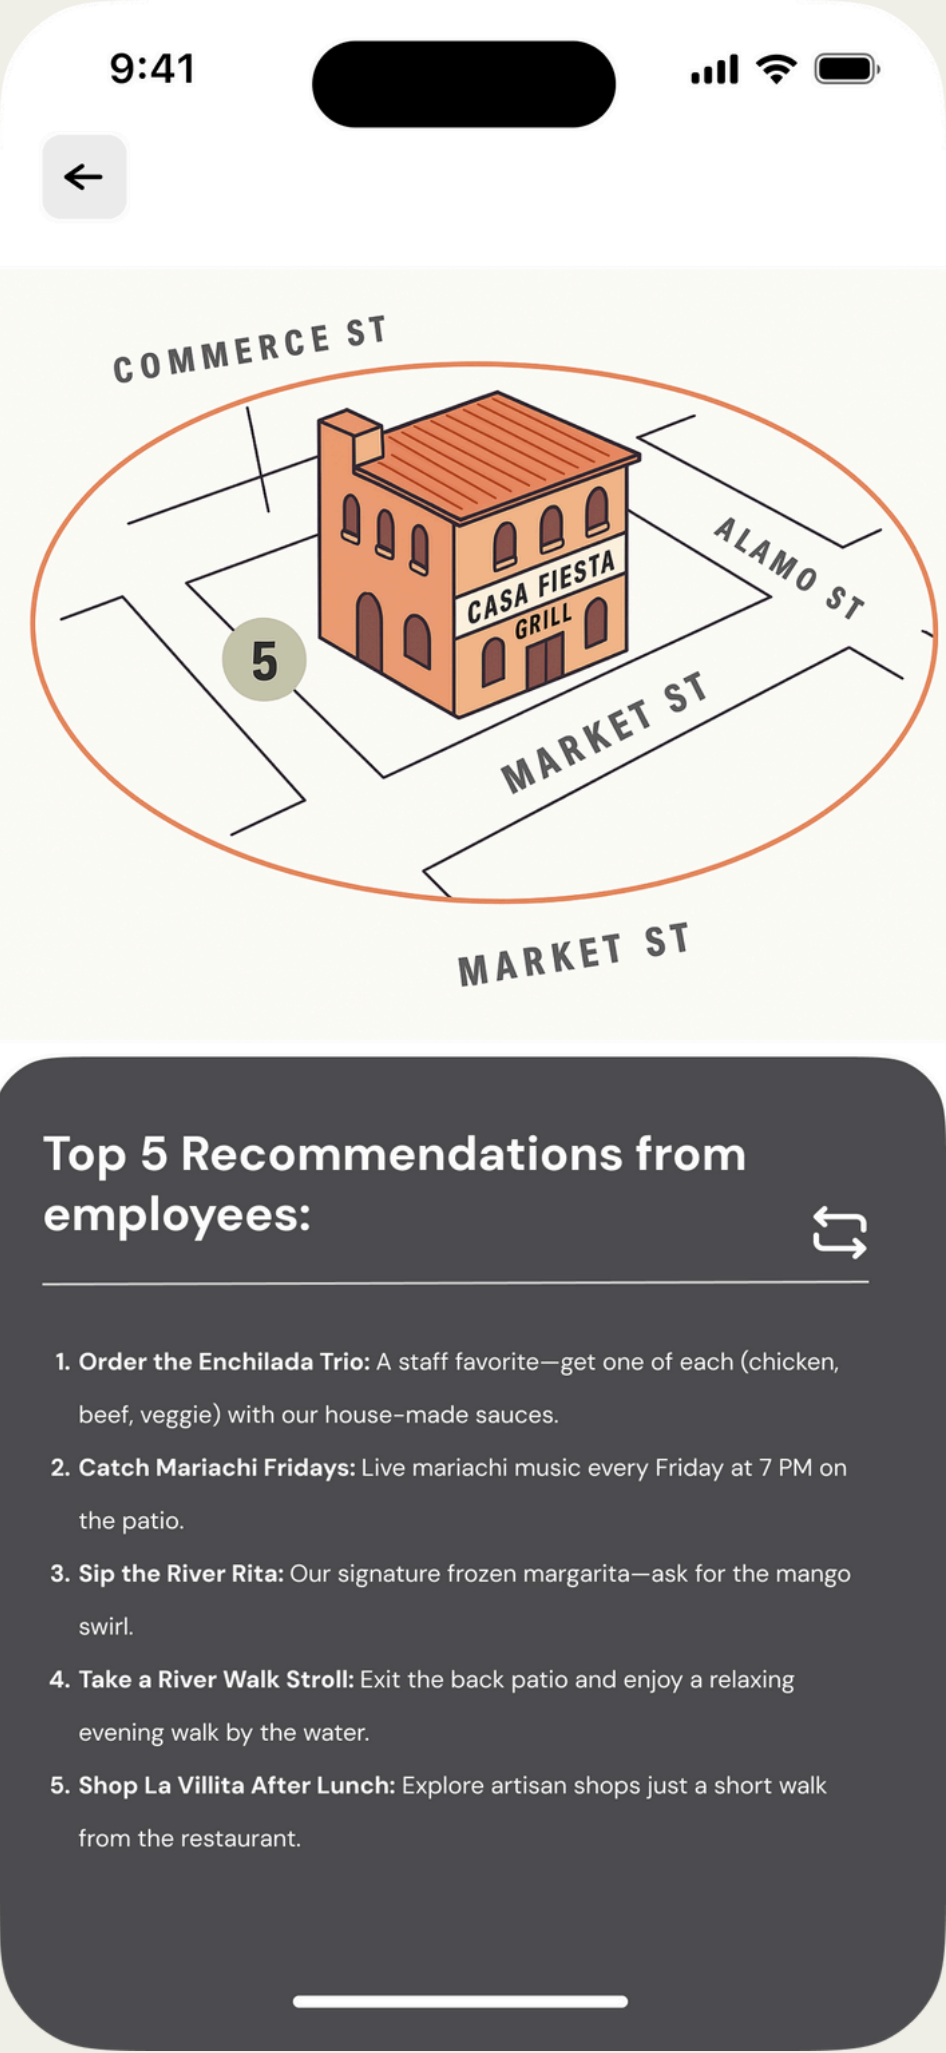 9:41
COMMERCE ST
ALAMO ST
CASA FIESTA
GRILL
5
MARKET ST
MARKET ST
Top 5 Recommendations from
employees:
1. Order the Enchilada Trio: A staff favorite—get one of each (chicken,
beef, veggie) with our house-made sauces.
2. Catch Mariachi Fridays: Live mariachi music every Friday at 7 PM on
the patio.
3. Sip the River Rita: Our signature frozen margarita—ask for the mango
swirl.
4. Take a River Walk Stroll: Exit the back patio and enjoy a relaxing
evening walk by the water.
5. Shop La Villita After Lunch: Explore artisan shops just a short walk
from the restaurant.